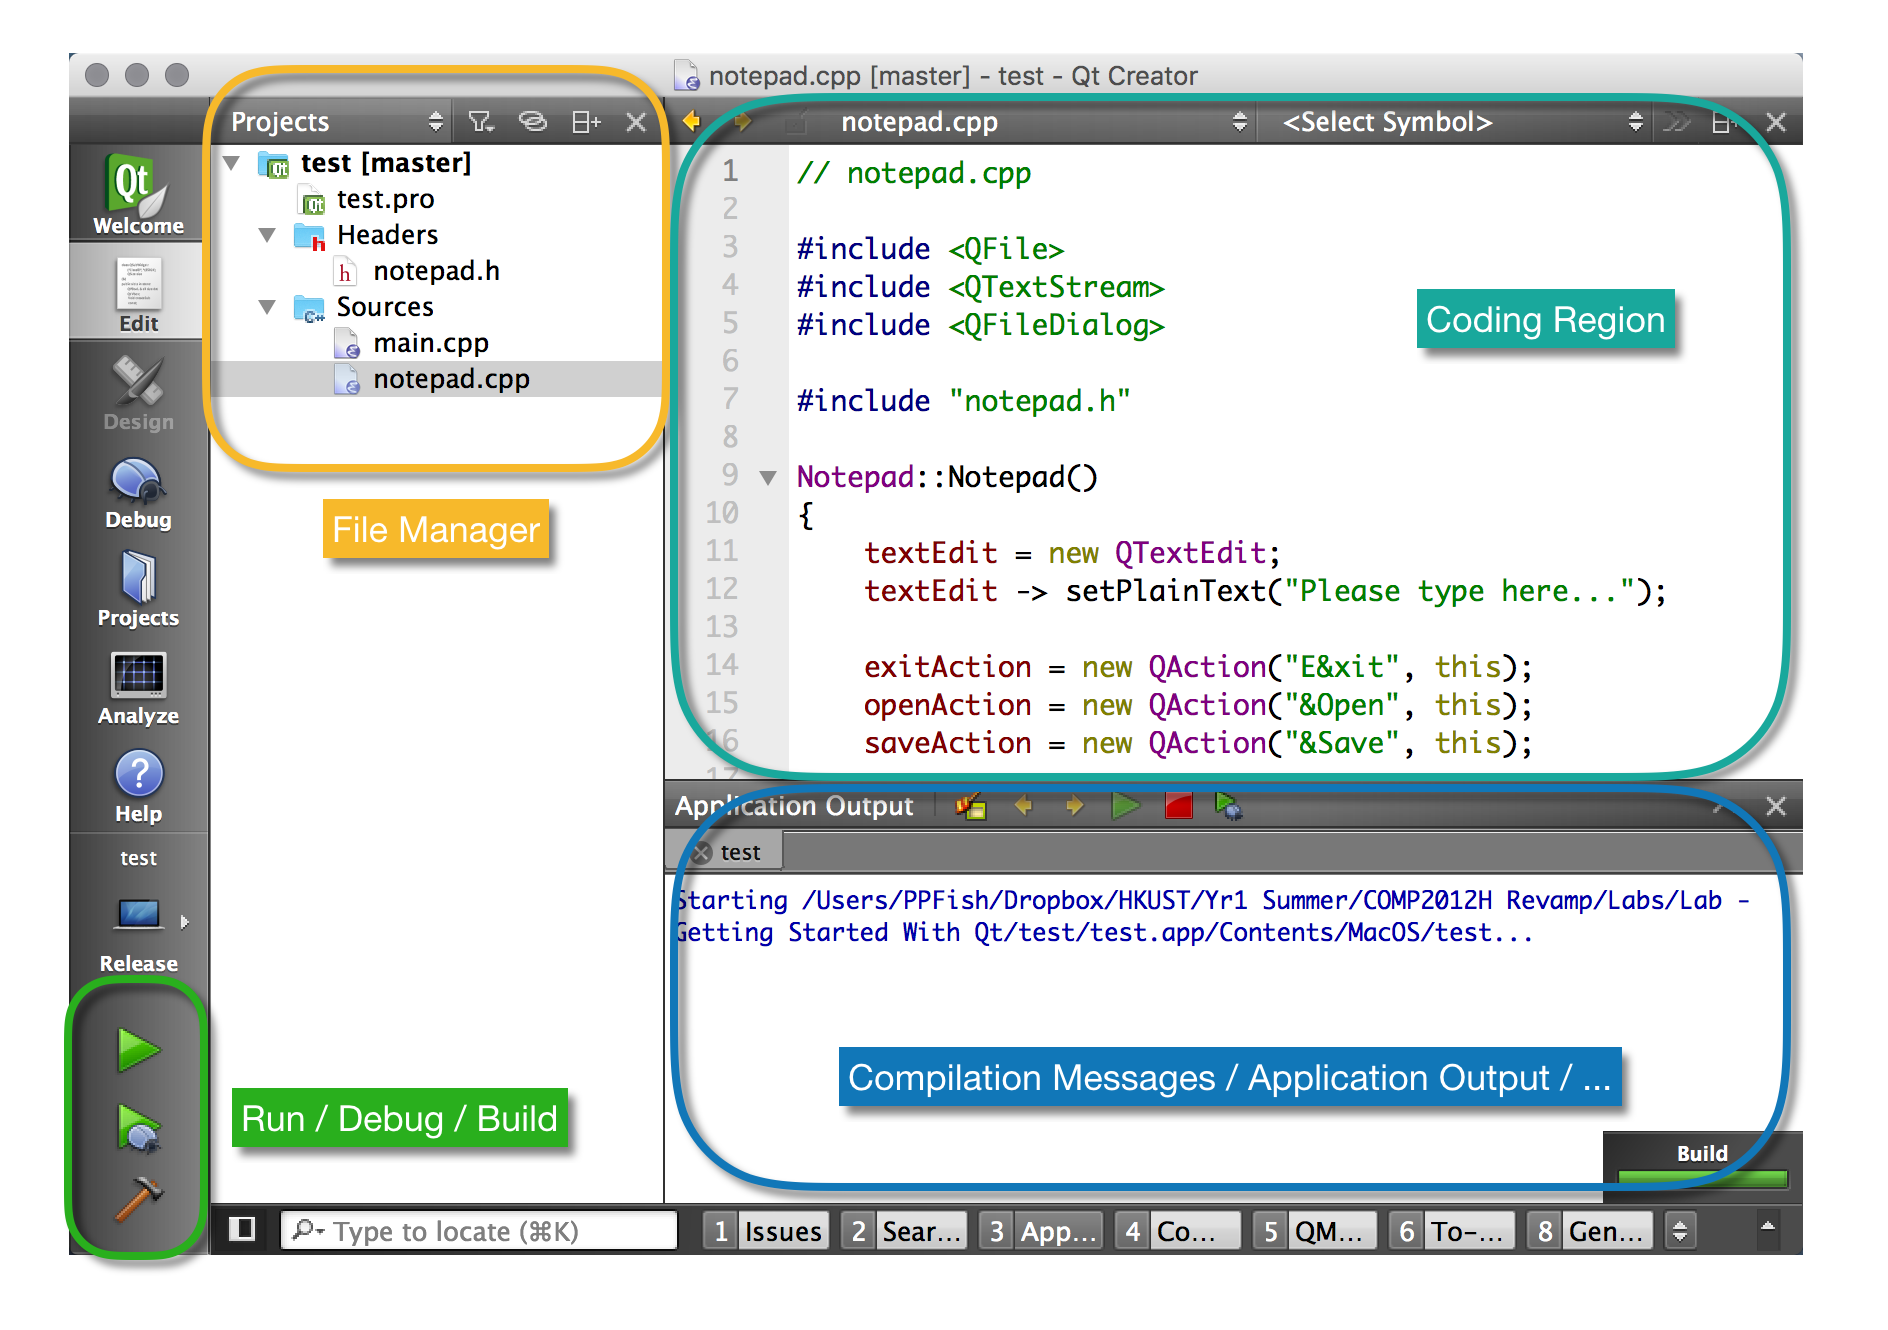 notepad.cpp [master] - test - Qt Creator
Projects
notepad.cpp
<Select Symbol>
Qt
Welcome
Edit
Design
Debug
Projects
Analyze
Help
test
Release
test [master]
test.pro
Headers
notepad.h
Sources
main.cpp
notepad.cpp
File Manager
1 // notepad.cpp
2
3 #include <QFile>
4 #include <QTextStream>
5 #include <QFileDialog>
6
7 #include "notepad.h"
8
9 Notepad::Notepad()
10 {
11 textEdit = new QTextEdit;
12 textEdit -> setPlainText("Please type here...");
13
14 exitAction = new QAction("E&xit", this);
15 openAction = new QAction("&Open", this);
16 saveAction = new QAction("&Save", this);
17
Coding Region
Application Output
test
Starting /Users/PPFish/Dropbox/HKUST/Yr1 Summer/COMP2012H Revamp/Labs/Lab -
Getting Started With Qt/test/test.app/Contents/MacOS/test...
Compilation Messages / Application Output / ...
Run / Debug / Build
Build
Type to locate (⌘K)
1 Issues
2 Sear...
3 App...
4 Co...
5 QM...
6 To-...
8 Gen...